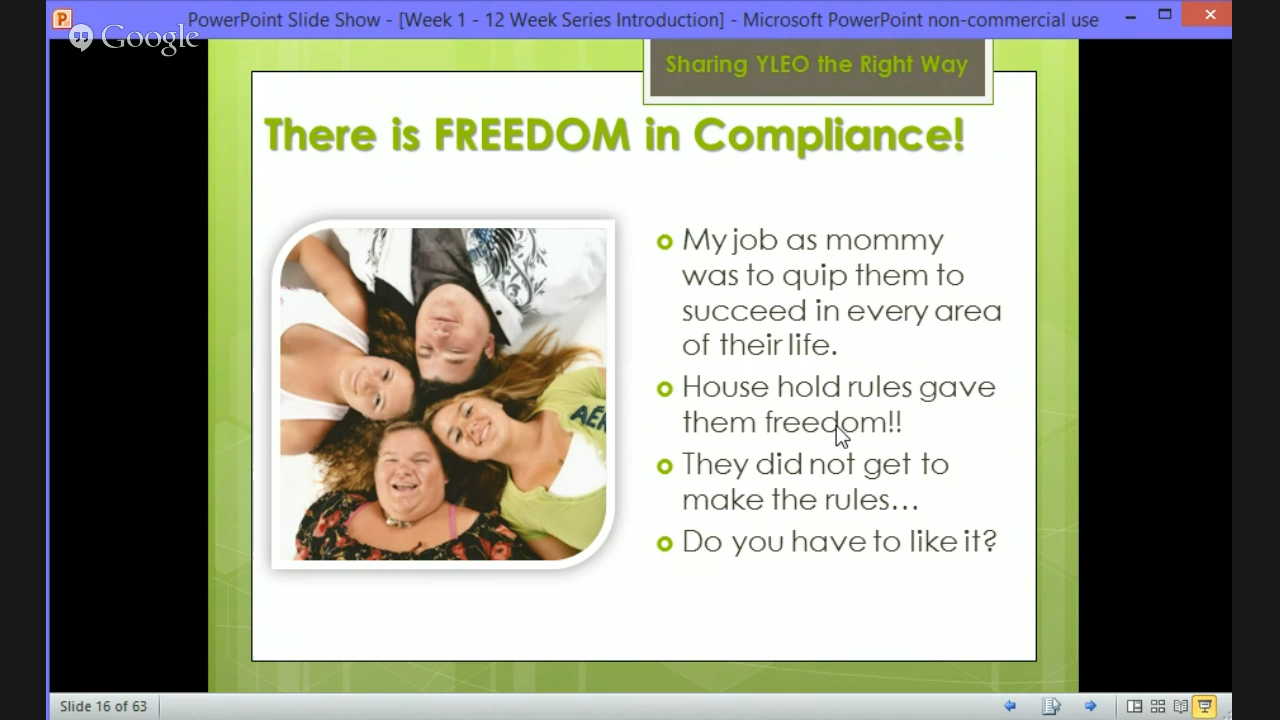 PowerPoint Slide Show - [Week 1 - 12 Week Series Introduction] - Microsoft PowerPoint non-commercial use
Google
Sharing YLEO the Right Way
There is FREEDOM in Compliance!
My job as mommy
was to quip them to
succeed in every area
of their life.
House hold rules gave
them freedom!!
They did not get to
make the rules...
Do you have to like it?
AER
Slide 16 of 63